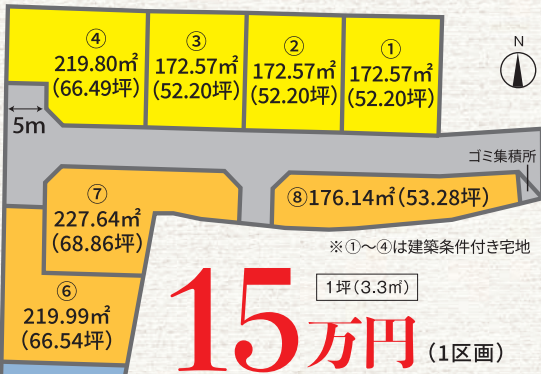 ④
219.80㎡
(66.49坪)
③
172.57㎡
(52.20坪)
②
172.57㎡
(52.20坪)
①
172.57㎡
(52.20坪)
N
5m
ゴミ集積所
⑦
227.64㎡
(68.86坪)
⑧176.14㎡(53.28坪)
※①〜④は建築条件付き宅地
⑥
219.99㎡
(66.54坪)
1坪(3.3㎡)
15万円(1区画)